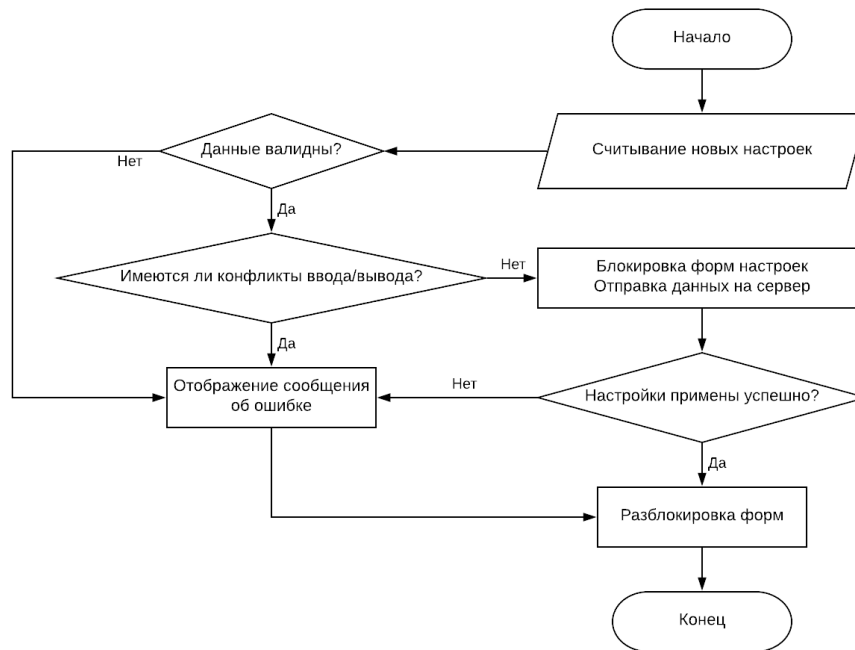 Начало
Считывание новых настроек
Данные валидны?
Нет
Да
Имеются ли конфликты ввода/вывода?
Нет
Блокировка форм настроек
Отправка данных на сервер
Да
Отображение сообщения
об ошибке
Нет
Настройки примены успешно?
Да
Разблокировка форм
Конец